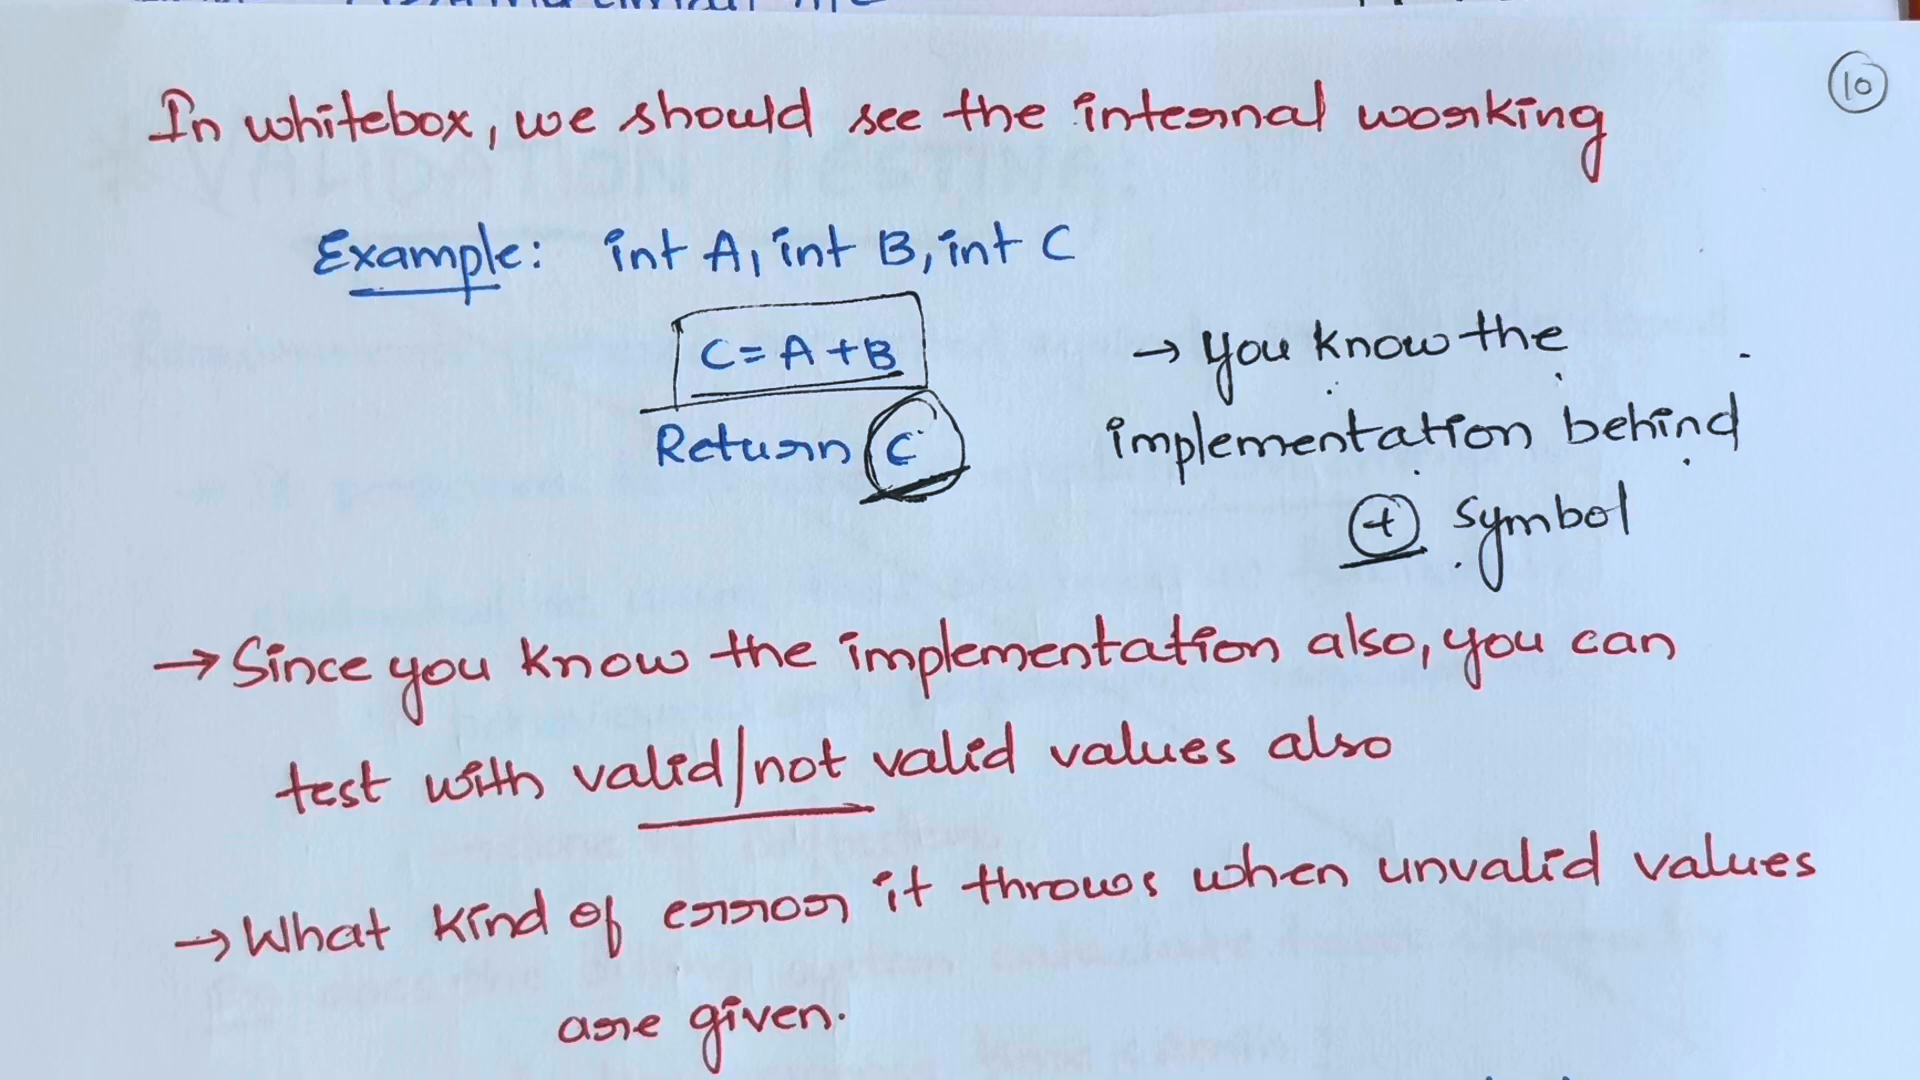 10
In whitebox, we should see the internal working
Example: int A, int B, int C
C = A + B
Return C
→ you know the
implementation behind
+ symbol
→ Since you know the implementation also, you can
test with valid/not valid values also
→ What kind of error it throws when unvalid values
are given.